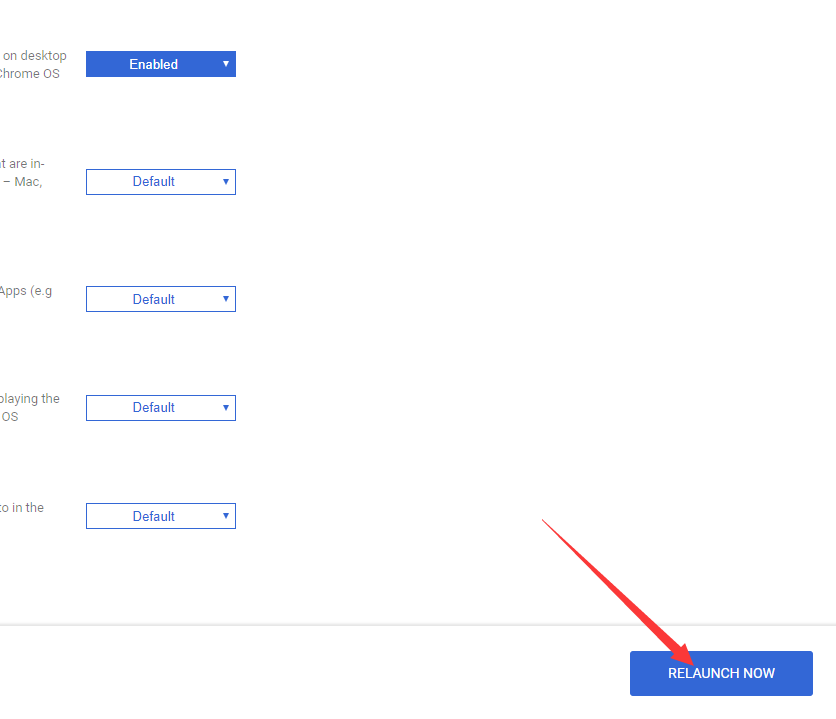 on desktop
Chrome OS
Enabled
t are in-
– Mac,
Default
Apps (e.g
Default
playing the
OS
Default
to in the
Default
RELAUNCH NOW